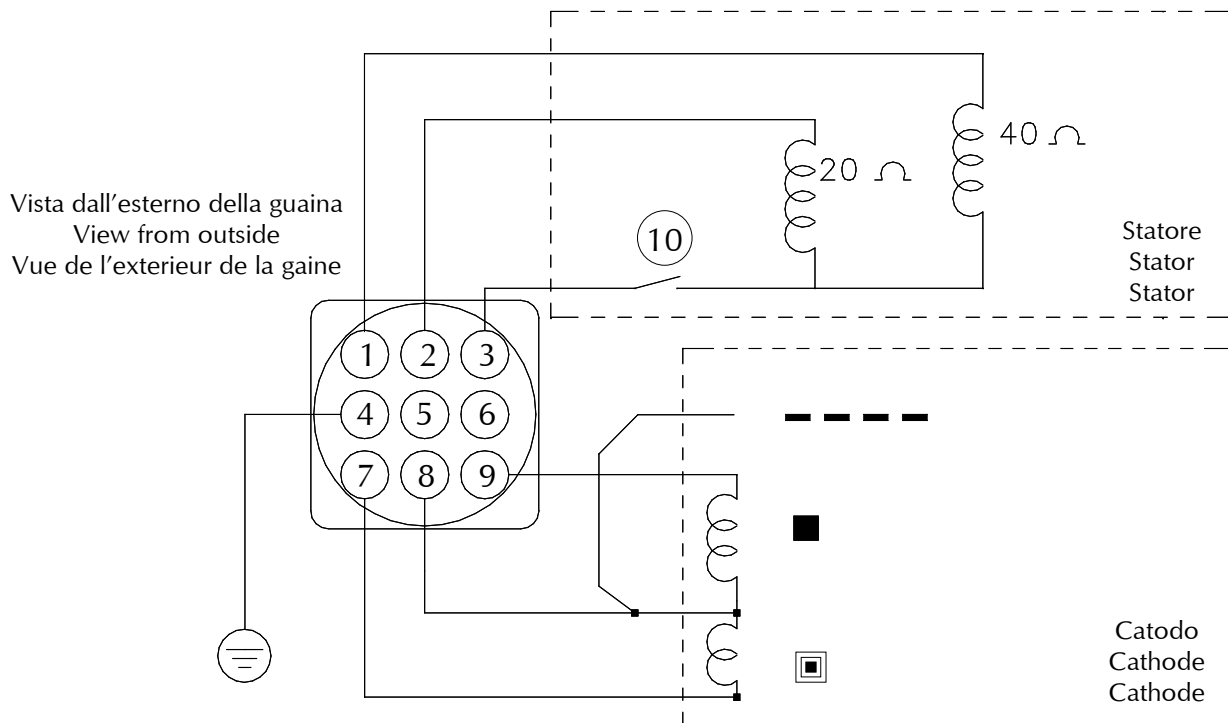 40 Ω
20 Ω
Vista dall'esterno della guaina
View from outside
Vue de l'exterieur de la gaine
10
Statore
Stator
Stator
1 2 3
4 5 6
7 8 9
Catodo
Cathode
Cathode